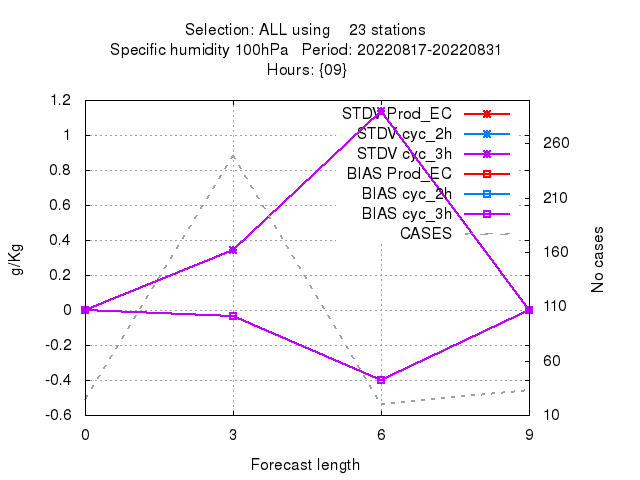 Selection: ALL using 23 stations
Specific humidity 100hPa Period: 20220817-20220831
Hours: {09}
1.2
1
0.8
0.6
0.4
0.2
0
-0.2
-0.4
-0.6
g/Kg
STDV Prod_EC
STDV cyc_2h
STDV cyc_3h
BIAS Prod_EC
BIAS cyc_2h
BIAS cyc_3h
CASES
260
210
160
110
60
10
No cases
0 3 6 9
Forecast length